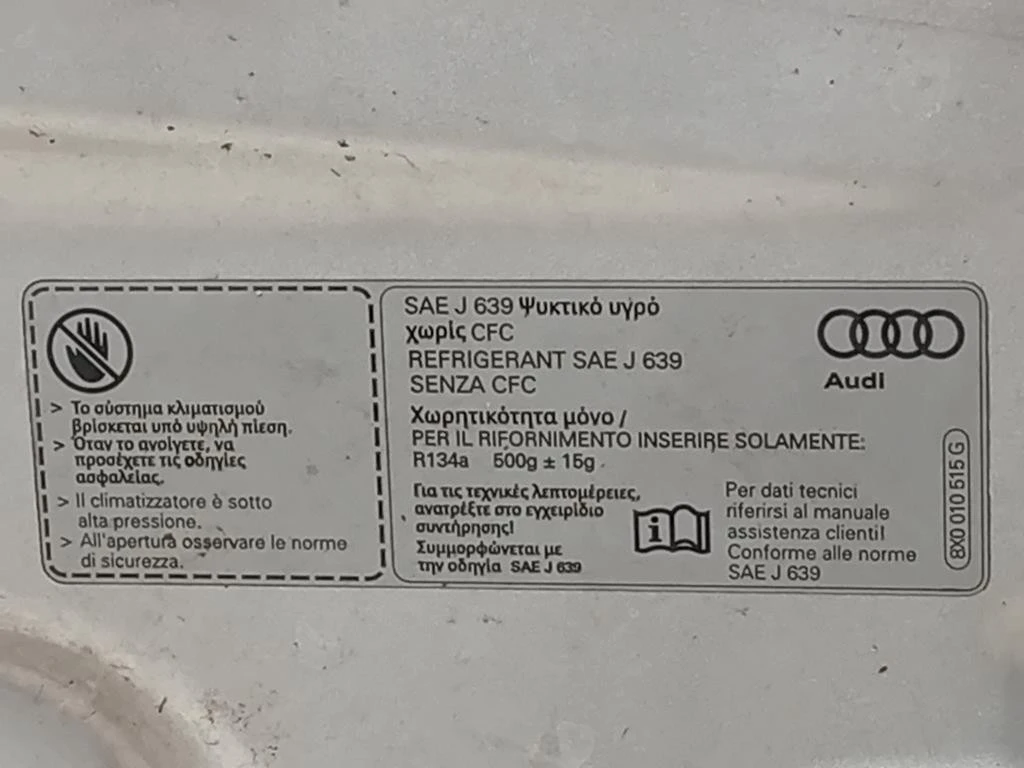 > Το σύστημα κλιματισμού
βρίσκεται υπό υψηλή πίεση.
> Όταν το ανοίγετε, να
προσέχετε τις οδηγίες
ασφαλείας.
> Il climatizzatore è sotto
alta pressione.
> All'apertura osservare le norme
di sicurezza.
SAE J 639 Ψυκτικό υγρό
χωρίς CFC
REFRIGERANT SAE J 639
SENZA CFC
Χωρητικότητα μόνο /
PER IL RIFORNIMENTO INSERIRE SOLAMENTE:
R134a 500g ± 15g
Για τις τεχνικές λεπτομέρειες,
ανατρέξτε στο εγχειρίδιο
συντήρησης!
Συμμορφώνεται με
την οδηγία SAE J 639
i
Per dati tecnici
riferirsi al manuale
assistenza clienti!
Conforme alle norme
SAE J 639
Audi
8X0 010 515 G